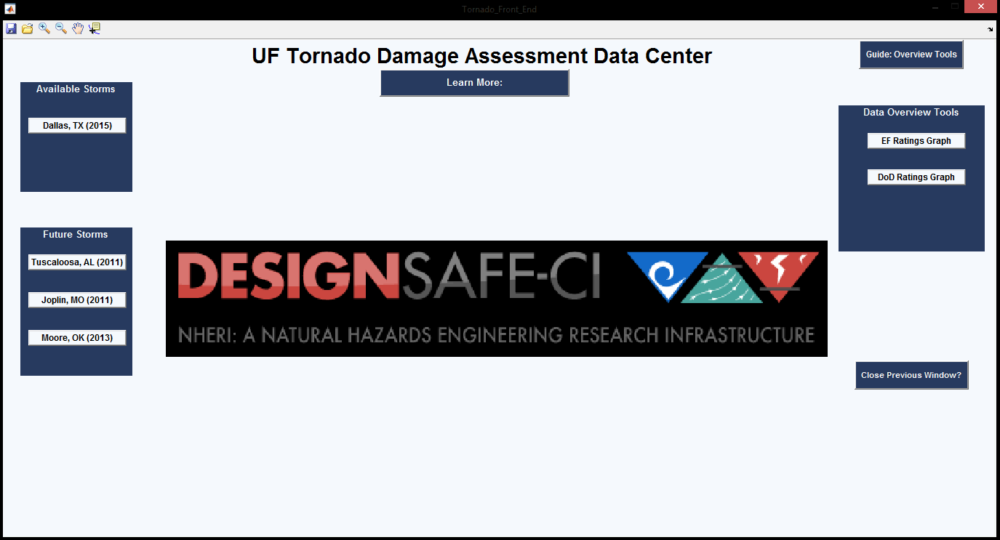 Tornado_Front_End
UF Tornado Damage Assessment Data Center
Guide: Overview Tools
Learn More:
Available Storms
Dallas, TX (2015)
Data Overview Tools
EF Ratings Graph
DoD Ratings Graph
Future Storms
Tuscaloosa, AL (2011)
Joplin, MO (2011)
Moore, OK (2013)
DESIGNSAFE-CI
NHERI: A NATURAL HAZARDS ENGINEERING RESEARCH INFRASTRUCTURE
Close Previous Window?